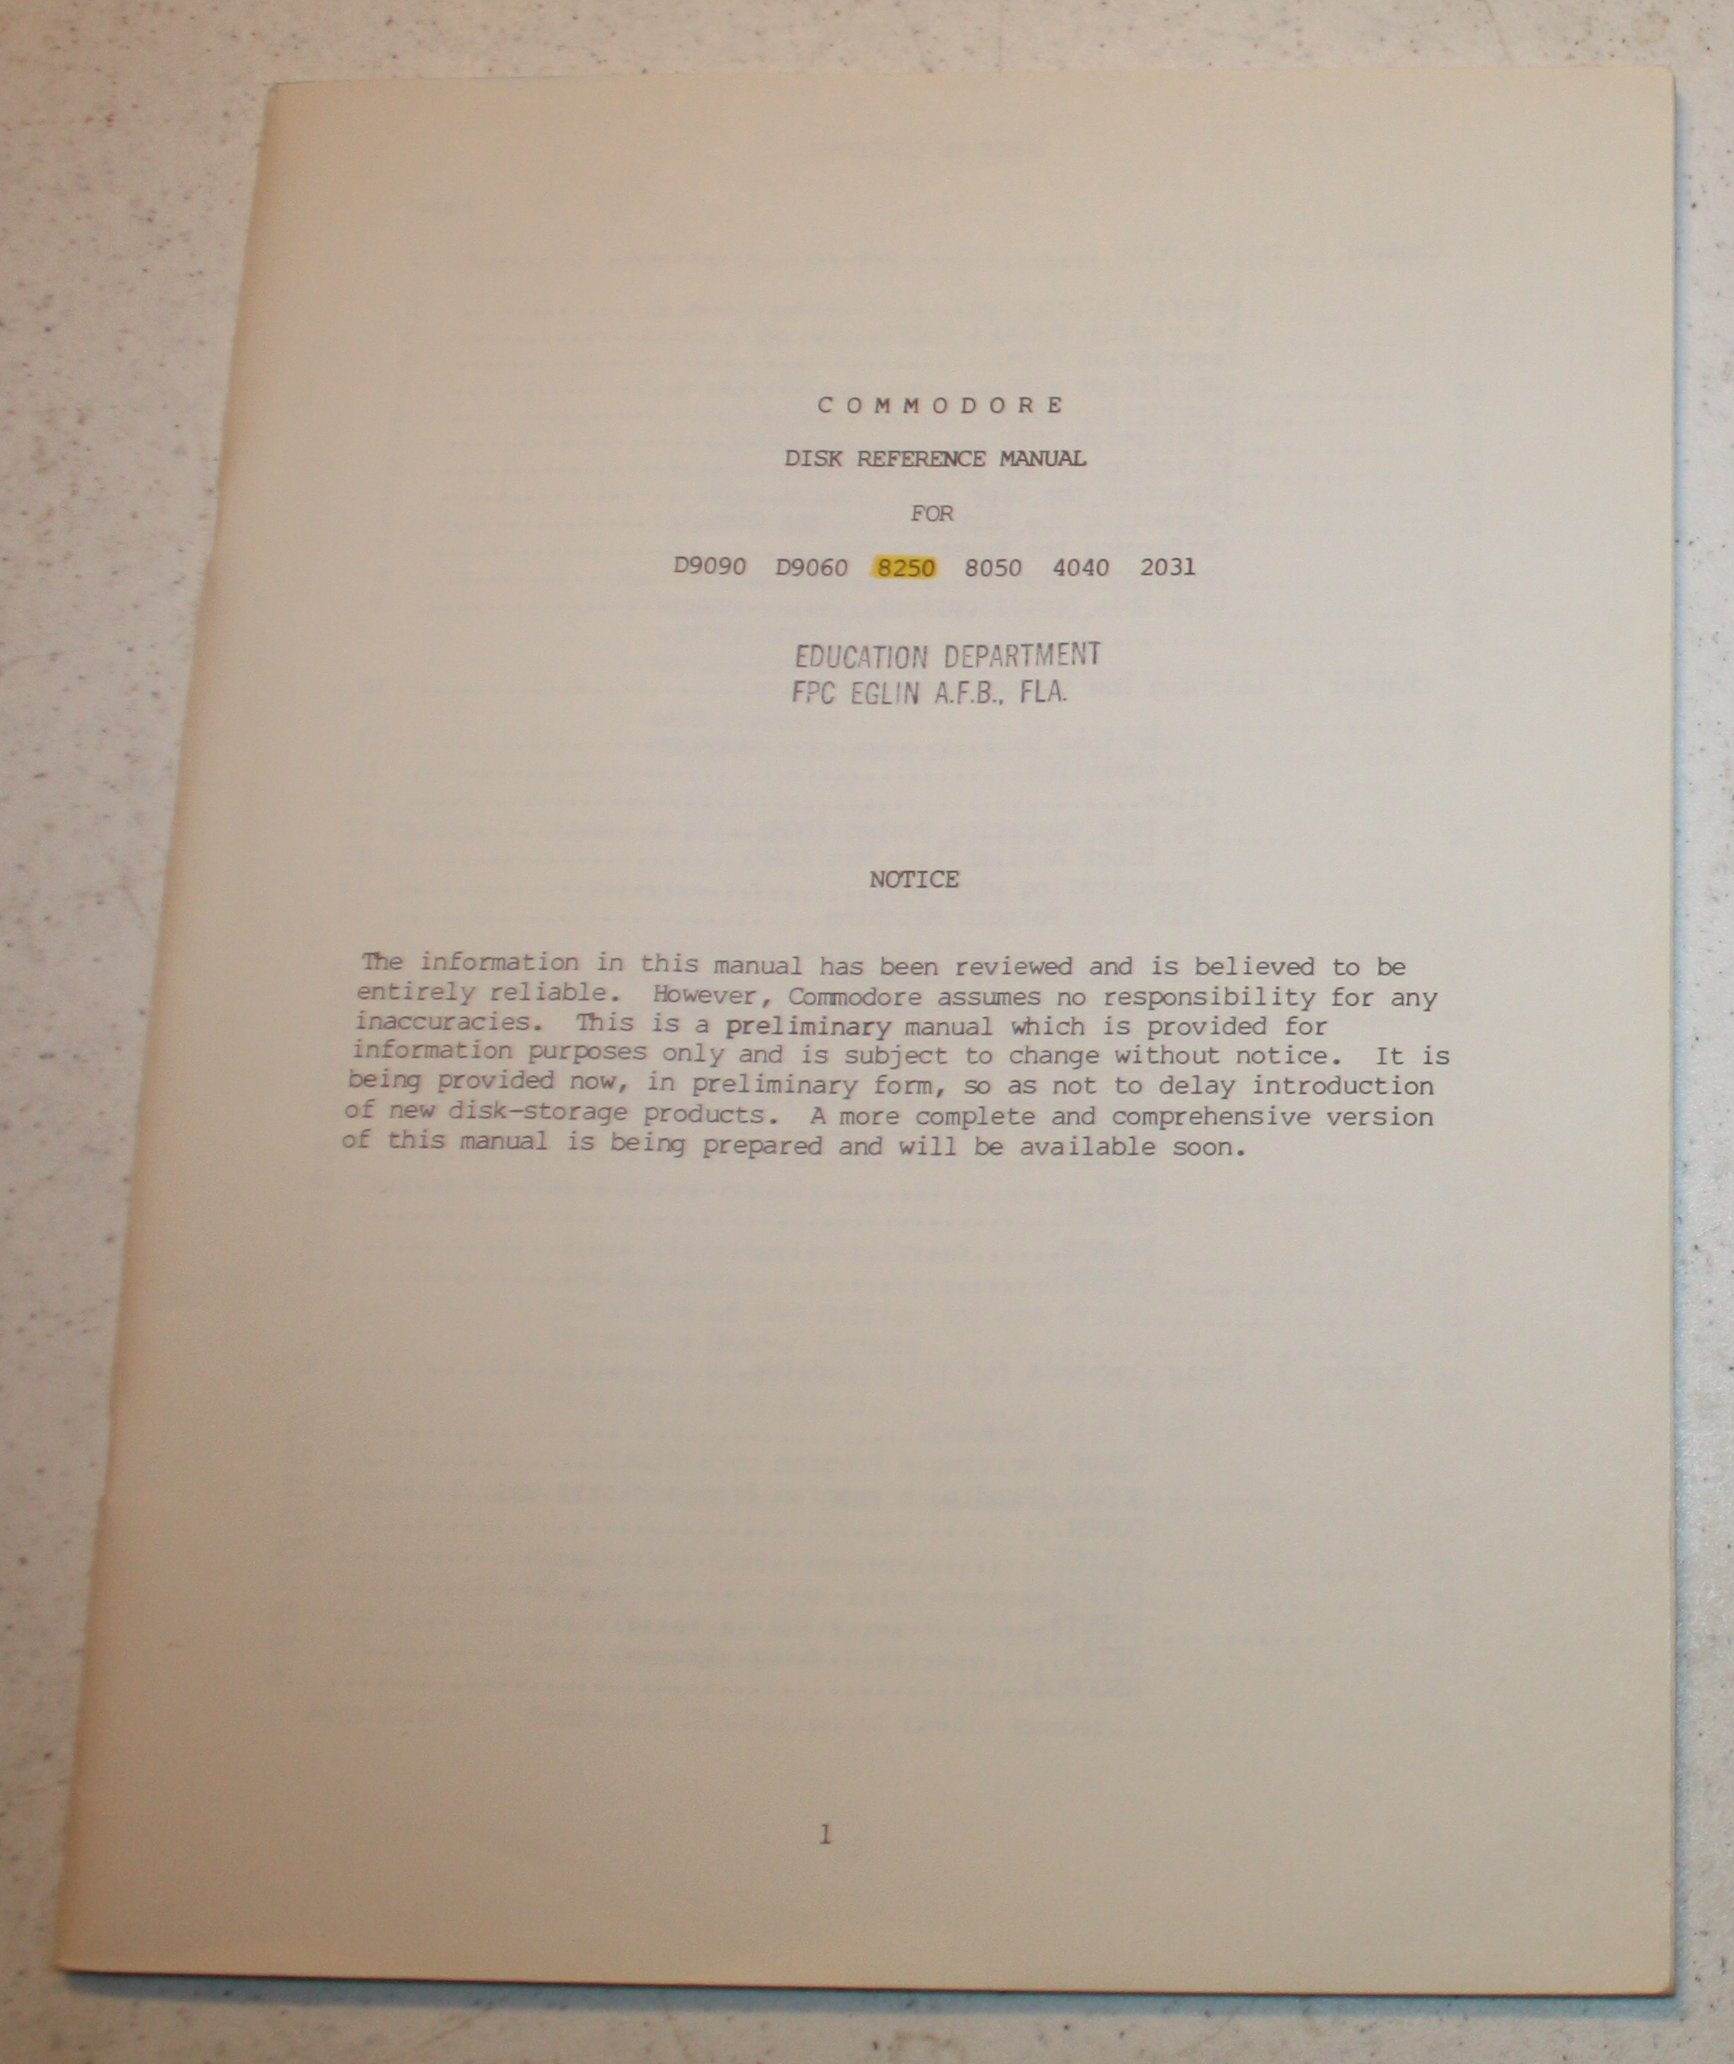 COMMODORE
DISK REFERENCE MANUAL
FOR
D9090 D9060 8250 8050 4040 2031
EDUCATION DEPARTMENT
FPC EGLIN A.F.B., FLA.
NOTICE
The information in this manual has been reviewed and is believed to be
entirely reliable. However, Commodore assumes no responsibility for any
inaccuracies. This is a preliminary manual which is provided for
information purposes only and is subject to change without notice. It is
being provided now, in preliminary form, so as not to delay introduction
of new disk-storage products. A more complete and comprehensive version
of this manual is being prepared and will be available soon.
1